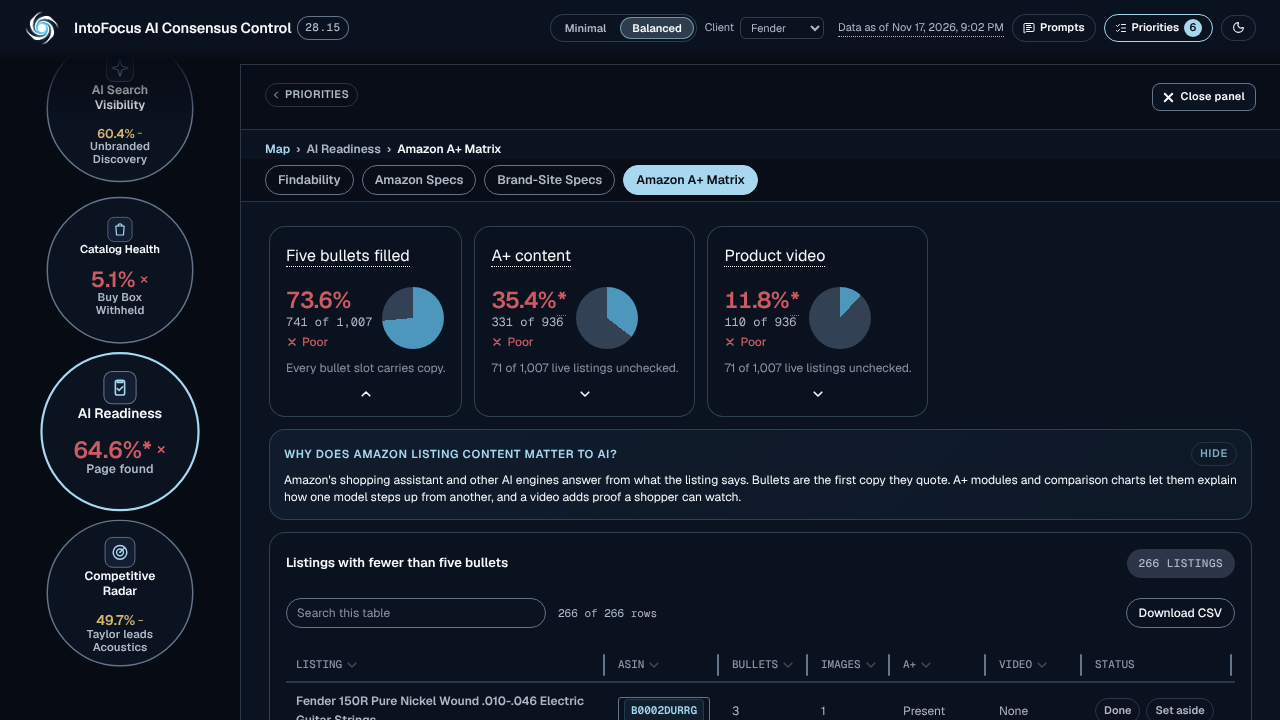 IntoFocus AI Consensus Control 28.15
Minimal Balanced Client Fender Data as of Nov 17, 2026, 9:02 PM Prompts Priorities 6
AI Search
Visibility
60.4% ~
Unbranded
Discovery
Catalog Health
5.1% ×
Buy Box
Withheld
AI Readiness
64.6%* ×
Page found
Competitive
Radar
49.7% ~
Taylor leads
Acoustics
‹ PRIORITIES
× Close panel
Map › AI Readiness › Amazon A+ Matrix
Findability Amazon Specs Brand-Site Specs Amazon A+ Matrix
Five bullets filled
73.6%
741 of 1,007
× Poor
Every bullet slot carries copy.
A+ content
35.4%*
331 of 936
× Poor
71 of 1,007 live listings unchecked.
Product video
11.8%*
110 of 936
× Poor
71 of 1,007 live listings unchecked.
WHY DOES AMAZON LISTING CONTENT MATTER TO AI? HIDE
Amazon's shopping assistant and other AI engines answer from what the listing says. Bullets are the first copy they quote. A+ modules and comparison charts let them explain
how one model steps up from another, and a video adds proof a shopper can watch.
Listings with fewer than five bullets 266 LISTINGS
Search this table 266 of 266 rows Download CSV
LISTING ASIN BULLETS IMAGES A+ VIDEO STATUS
Fender 150R Pure Nickel Wound .010-.046 Electric
Guitar Strings
B0002DURRG 3 1 Present None Done Set aside